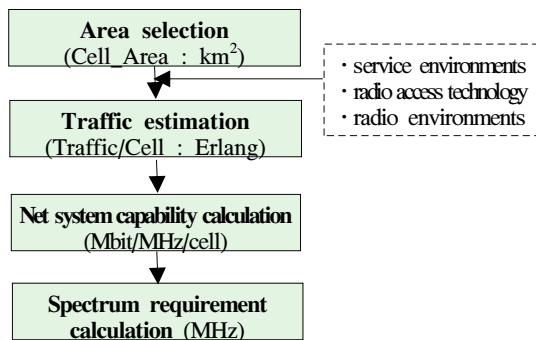 Area selection
(Cell_Area : km²)
· service environments
· radio access technology
· radio environments
Traffic estimation
(Traffic/Cell : Erlang)
Net system capability calculation
(Mbit/MHz/cell)
Spectrum requirement
calculation (MHz)